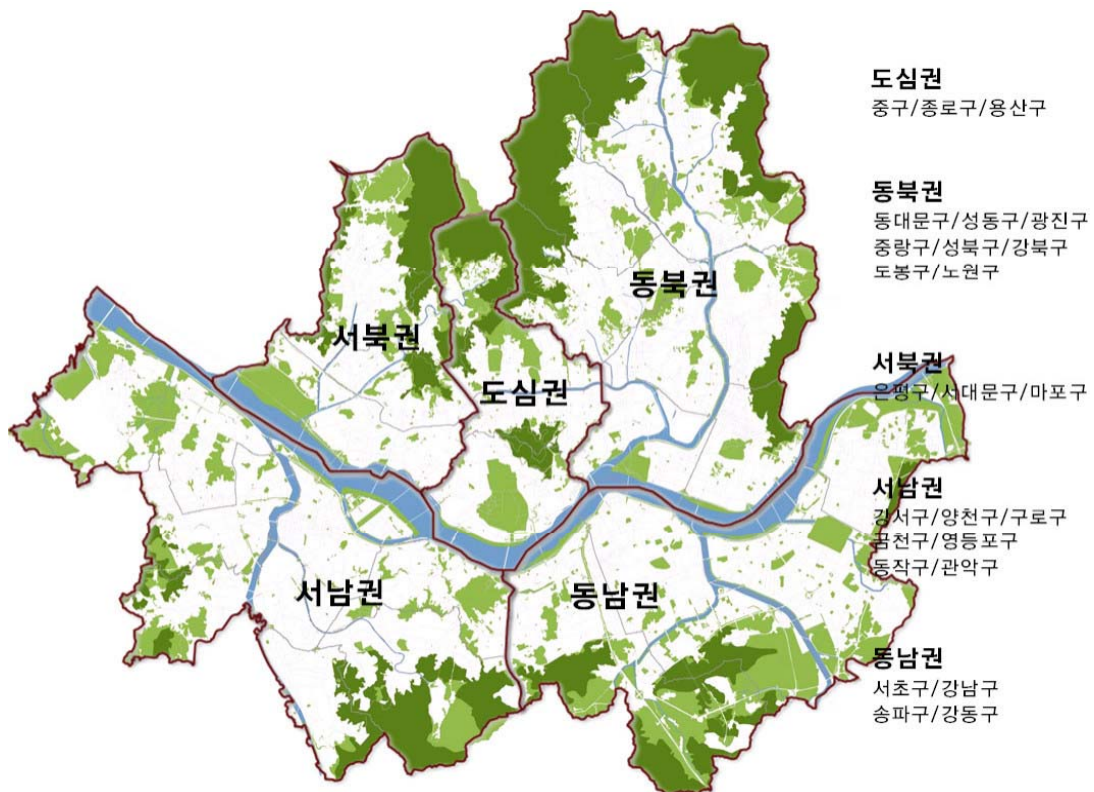 도심권
중구/종로구/용산구
동북권
동대문구/성동구/광진구
중랑구/성북구/강북구
도봉구/노원구
서북권
은평구/서대문구/마포구
서남권
강서구/양천구/구로구
금천구/영등포구
동작구/관악구
동남권
서초구/강남구
송파구/강동구
동북권
서북권
도심권
서남권
동남권